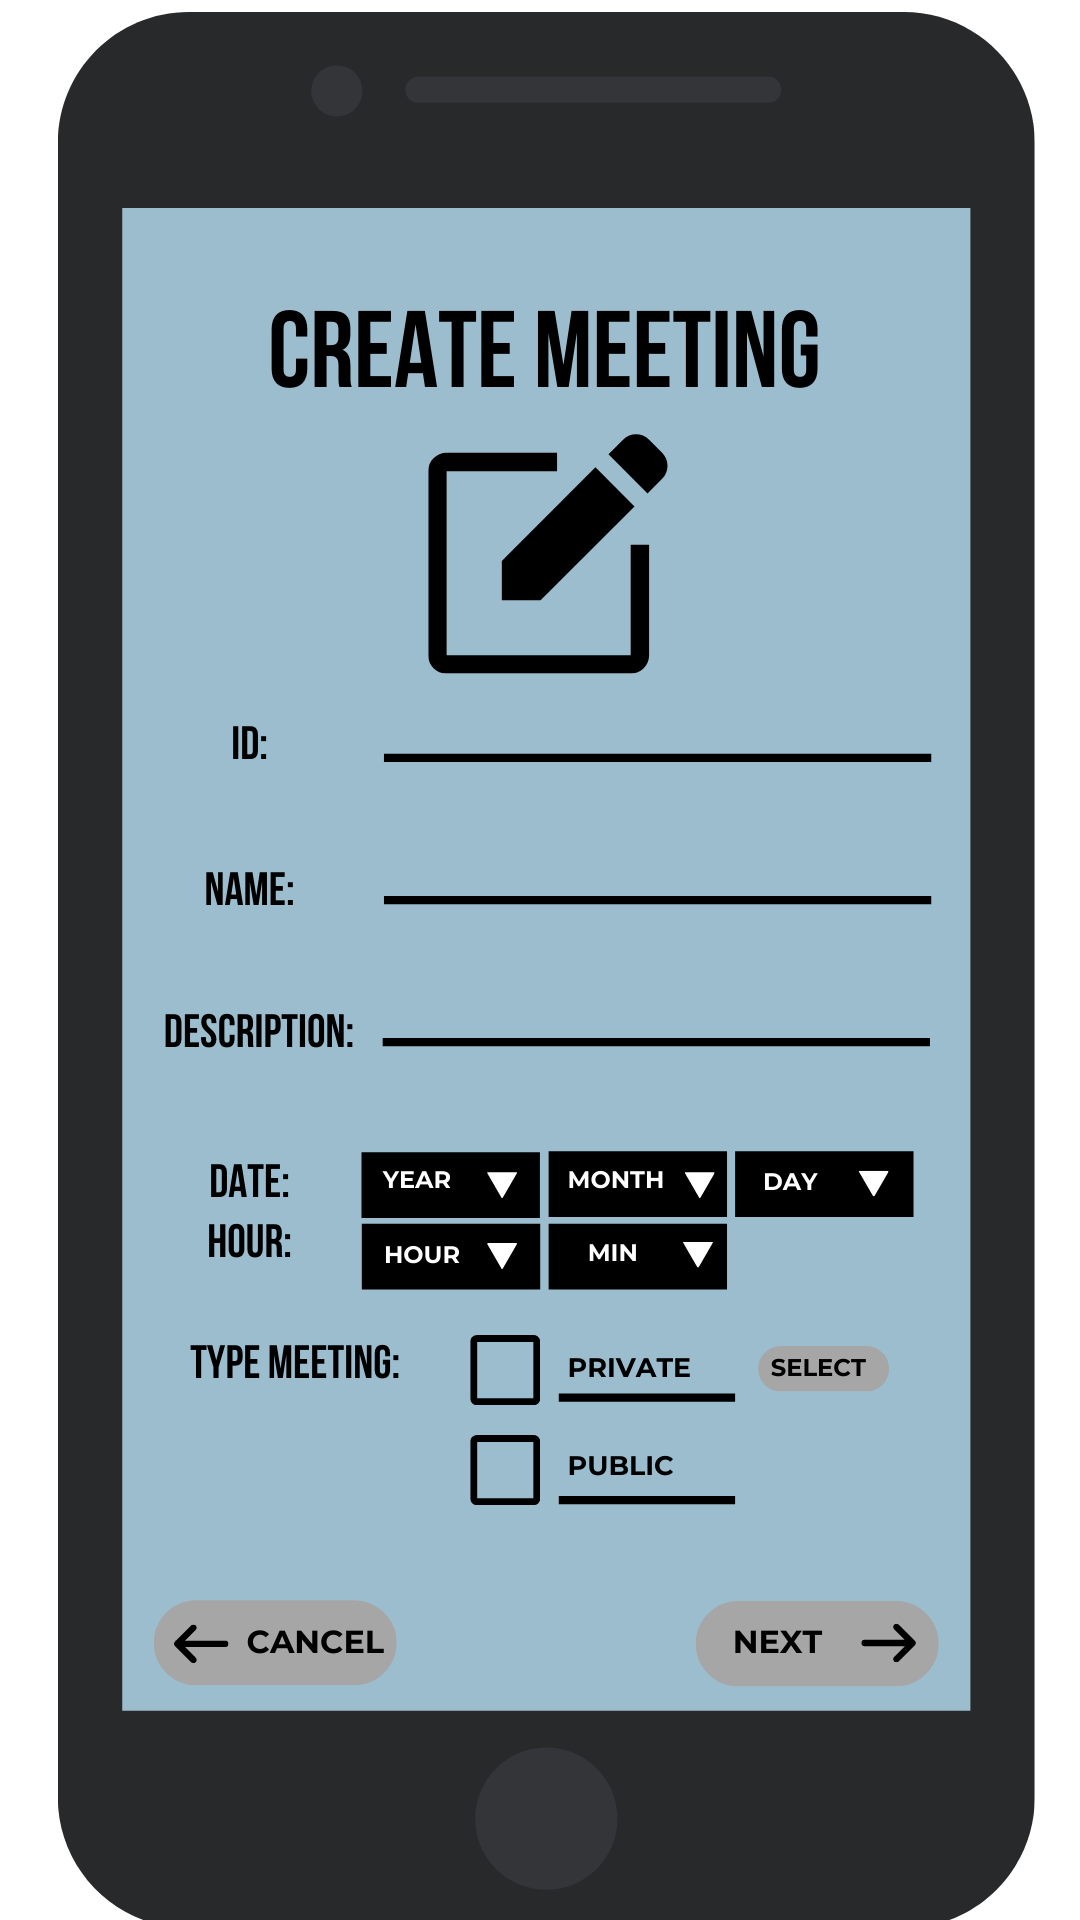 CREATE MEETING
ID:
NAME:
DESCRIPTION:
DATE: YEAR MONTH DAY
HOUR: HOUR MIN
TYPE MEETING: PRIVATE SELECT
PUBLIC
CANCEL NEXT